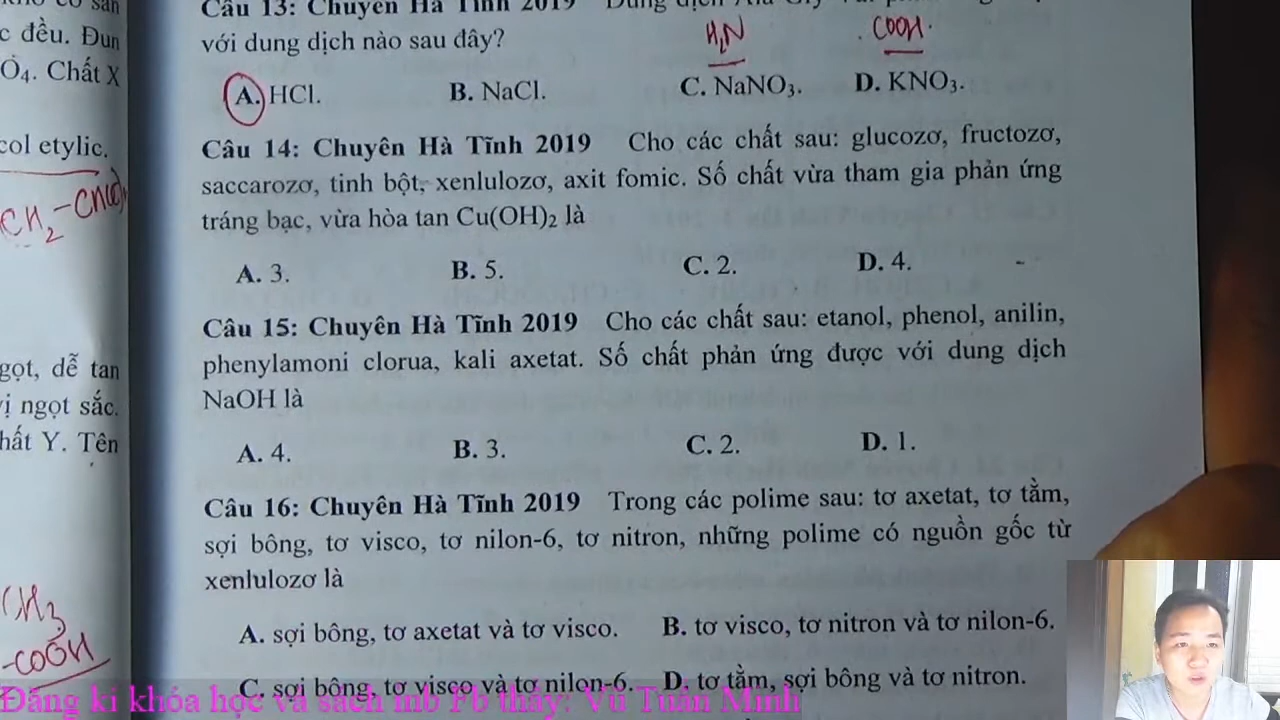 c đều. Đun
O₄. Chất X
col etylic.
CH₂-
gọt, dễ tan
vị ngọt sắc.
hất Y. Tên
CH₃
-COOH
Câu 13: Chuyên Hà Tĩnh 2019
với dung dịch nào sau đây?
H₂N
COOH
A. HCl. B. NaCl. C. NaNO₃. D. KNO₃.
Câu 14: Chuyên Hà Tĩnh 2019 Cho các chất sau: glucozơ, fructozơ,
saccarozơ, tinh bột, xenlulozơ, axit fomic. Số chất vừa tham gia phản ứng
tráng bạc, vừa hòa tan Cu(OH)₂ là
A. 3. B. 5. C. 2. D. 4.
Câu 15: Chuyên Hà Tĩnh 2019 Cho các chất sau: etanol, phenol, anilin,
phenylamoni clorua, kali axetat. Số chất phản ứng được với dung dịch
NaOH là
A. 4. B. 3. C. 2. D. 1.
Câu 16: Chuyên Hà Tĩnh 2019 Trong các polime sau: tơ axetat, tơ tằm,
sợi bông, tơ visco, tơ nilon-6, tơ nitron, những polime có nguồn gốc từ
xenlulozơ là
A. sợi bông, tơ axetat và tơ visco. B. tơ visco, tơ nitron và tơ nilon-6.
C. sợi bông, tơ visco và tơ nilon-6. D. tơ tằm, sợi bông và tơ nitron.
Đăng kí khóa học và sách mb Fb thầy: Vũ Tuấn Minh